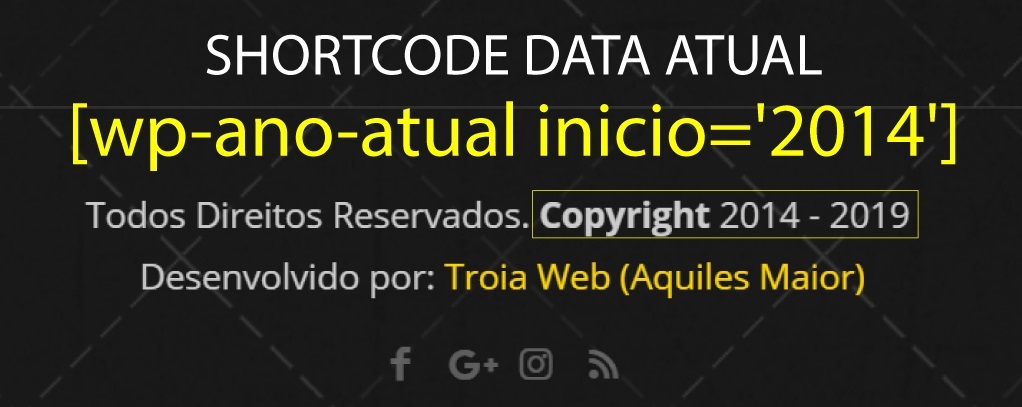 SHORTCODE DATA ATUAL
[wp-ano-atual inicio='2014']
Todos Direitos Reservados. Copyright 2014 - 2019
Desenvolvido por: Troia Web (Aquiles Maior)